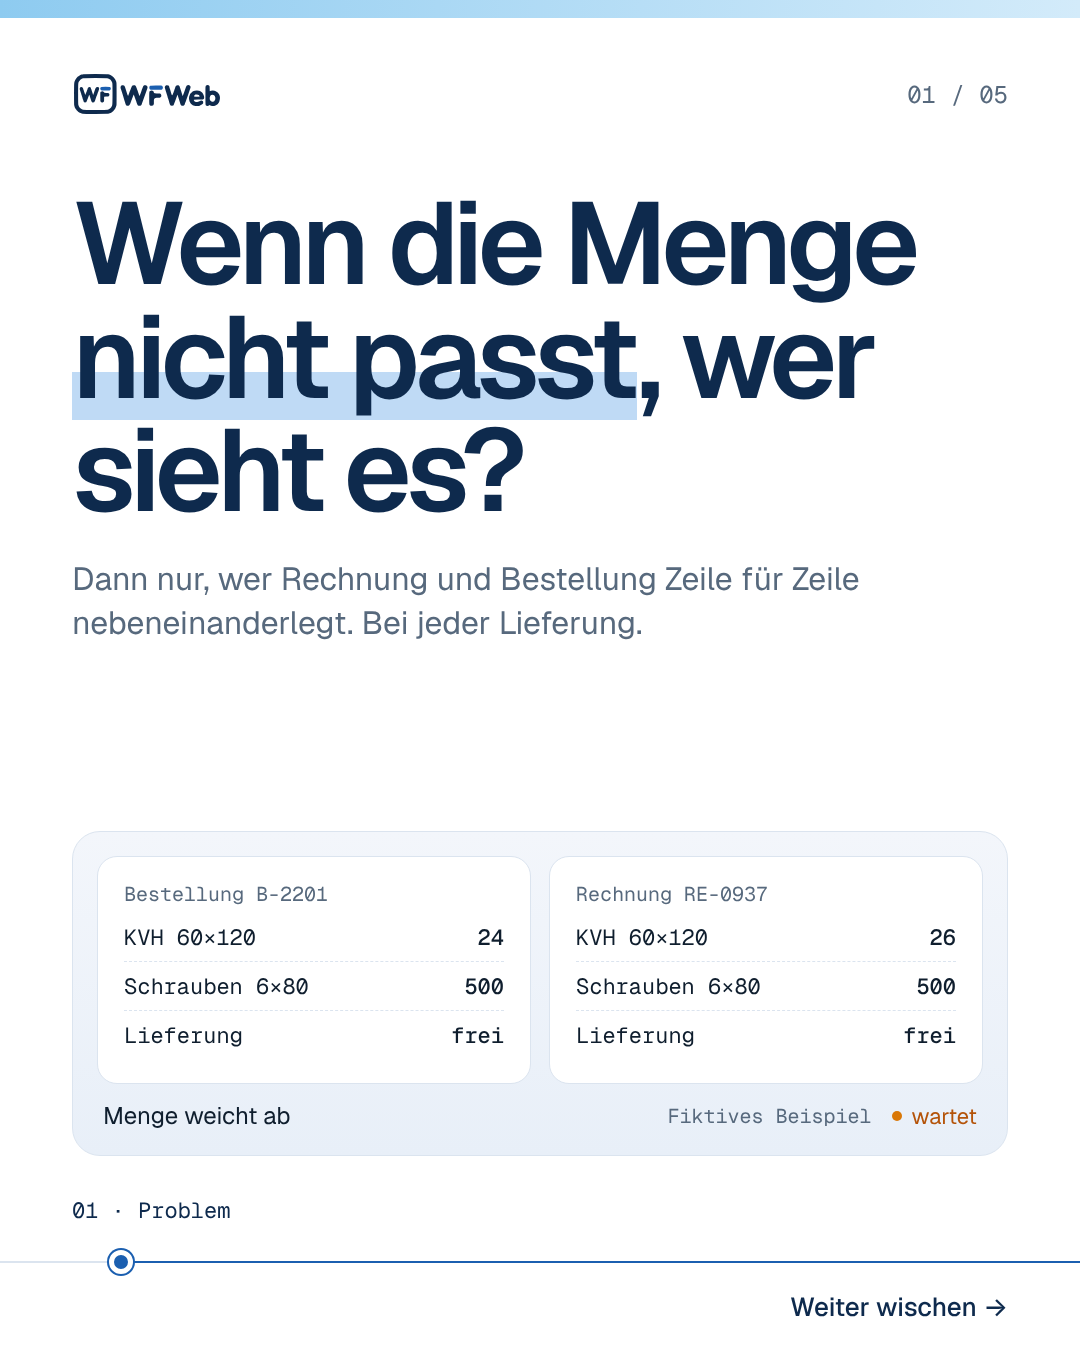 WF WFWeb
01 / 05
Wenn die Menge
nicht passt, wer
sieht es?
Dann nur, wer Rechnung und Bestellung Zeile für Zeile
nebeneinanderlegt. Bei jeder Lieferung.
Bestellung B-2201
KVH 60×120 24
Schrauben 6×80 500
Lieferung frei
Rechnung RE-0937
KVH 60×120 26
Schrauben 6×80 500
Lieferung frei
Menge weicht ab
Fiktives Beispiel • wartet
01 · Problem
Weiter wischen →